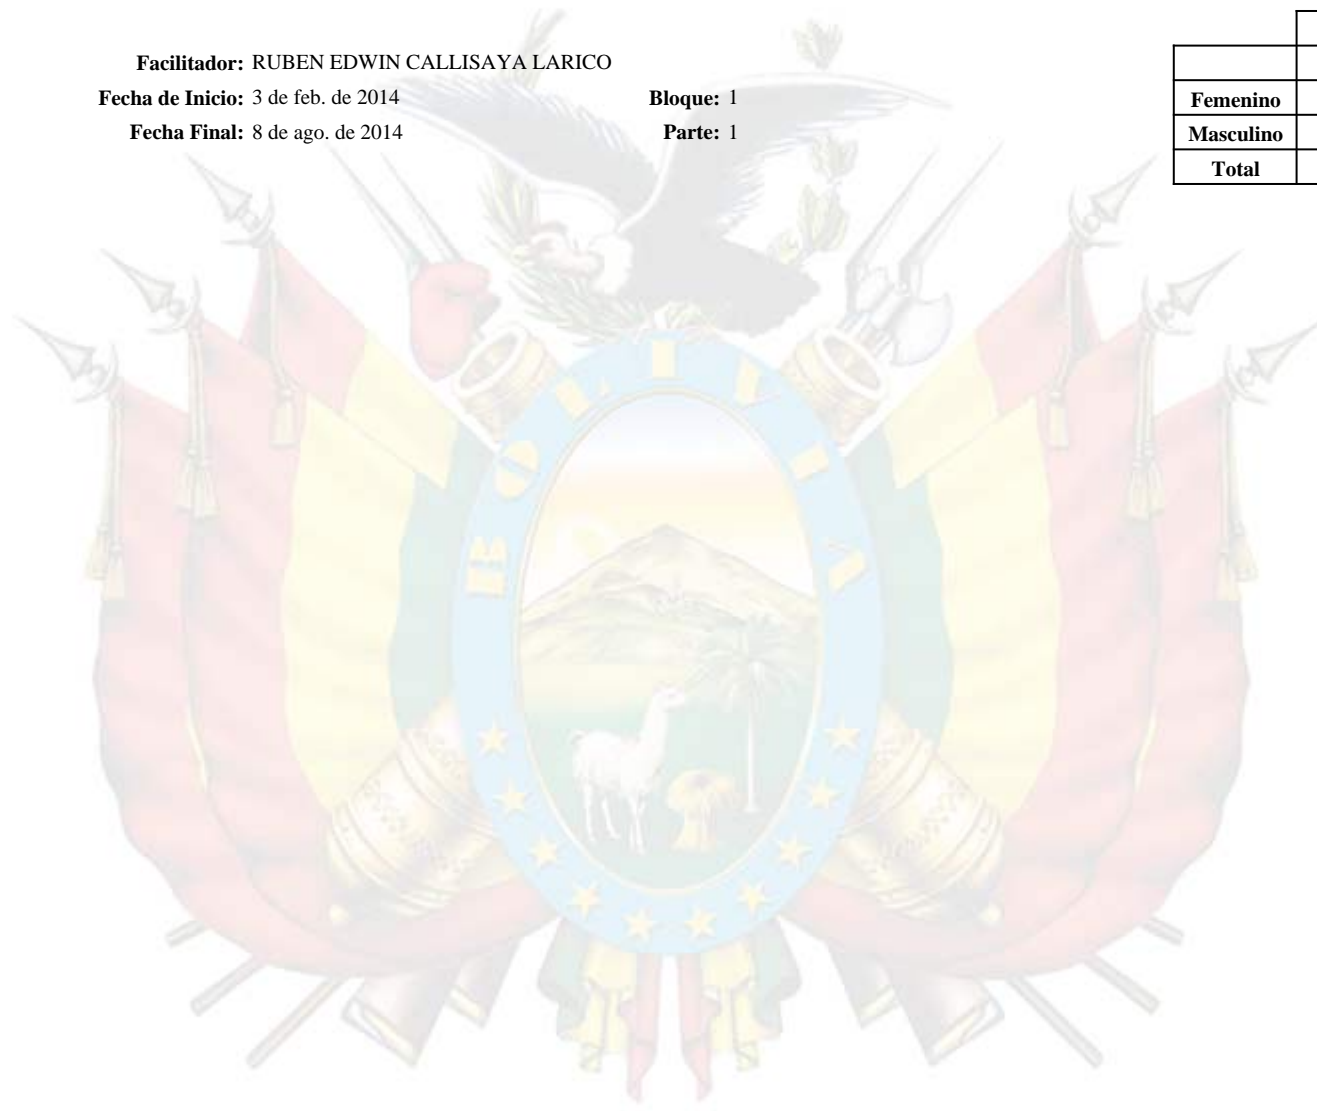 Facilitador: RUBEN EDWIN CALLISAYA LARICO
Fecha de Inicio: 3 de feb. de 2014 Bloque: 1
Fecha Final: 8 de ago. de 2014 Parte: 1
Femenino
Masculino
Total
BOLIVIA